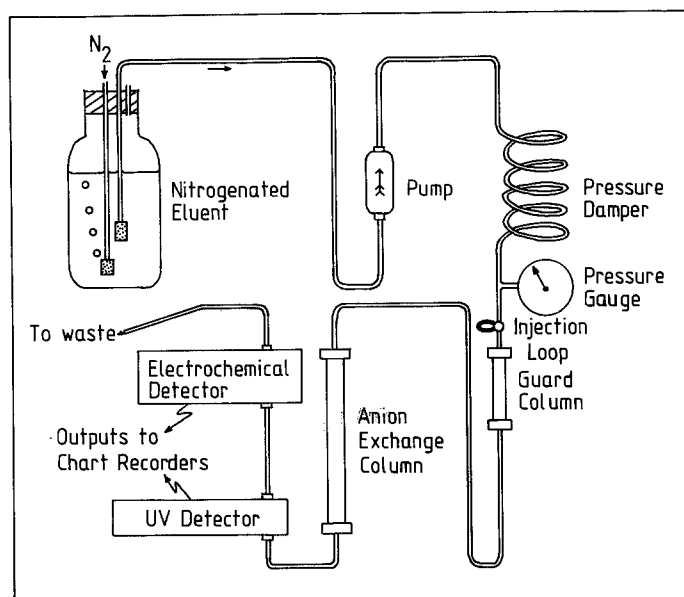 N2
Nitrogenated
Eluent
Pump
Pressure
Damper
Pressure
Gauge
Injection
Loop
Guard
Column
To waste
Electrochemical
Detector
Anion
Exchange
Column
Outputs to
Chart Recorders
UV Detector